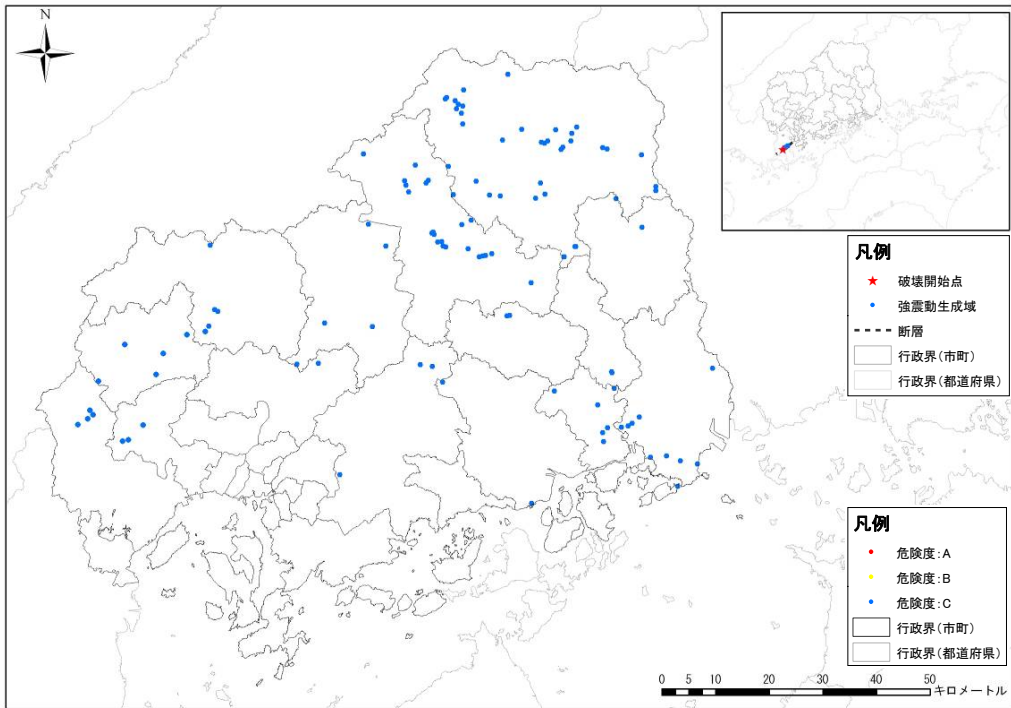 N
凡例
破壊開始点
強震動生成域
断層
行政界(市町)
行政界(都道府県)
凡例
危険度:A
危険度:B
危険度:C
行政界(市町)
行政界(都道府県)
0 5 10 20 30 40 50
キロメートル